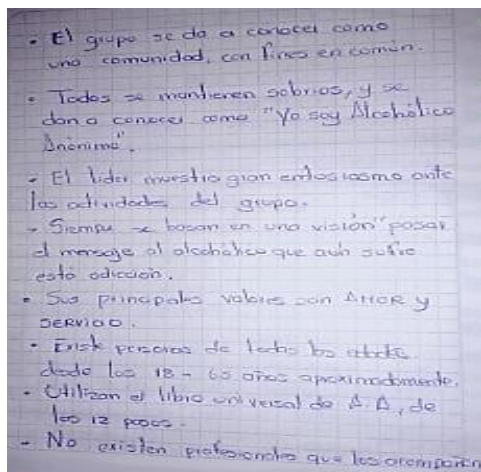 • El grupo se da a conocer como
una comunidad, con fines en común.
• Todos se mantienen sobrios, y se
dan a conocer como "Yo soy Alcohólico
Anónimo".
• El lider muestra gran entusiasmo ante
las actividades del grupo.
• Siempre se basan en una visión "pasar
el mensaje al alcohólico que aún sufre
esta adicción.
• Sus principales valores son AMOR y
SERVICIO.
• Existe personas de todas las edades
desde los 18 - 65 años aproximadamente.
• Utilizan el libro universal de A.A, de
los 12 pasos.
- No existen profesionales que los acompañen